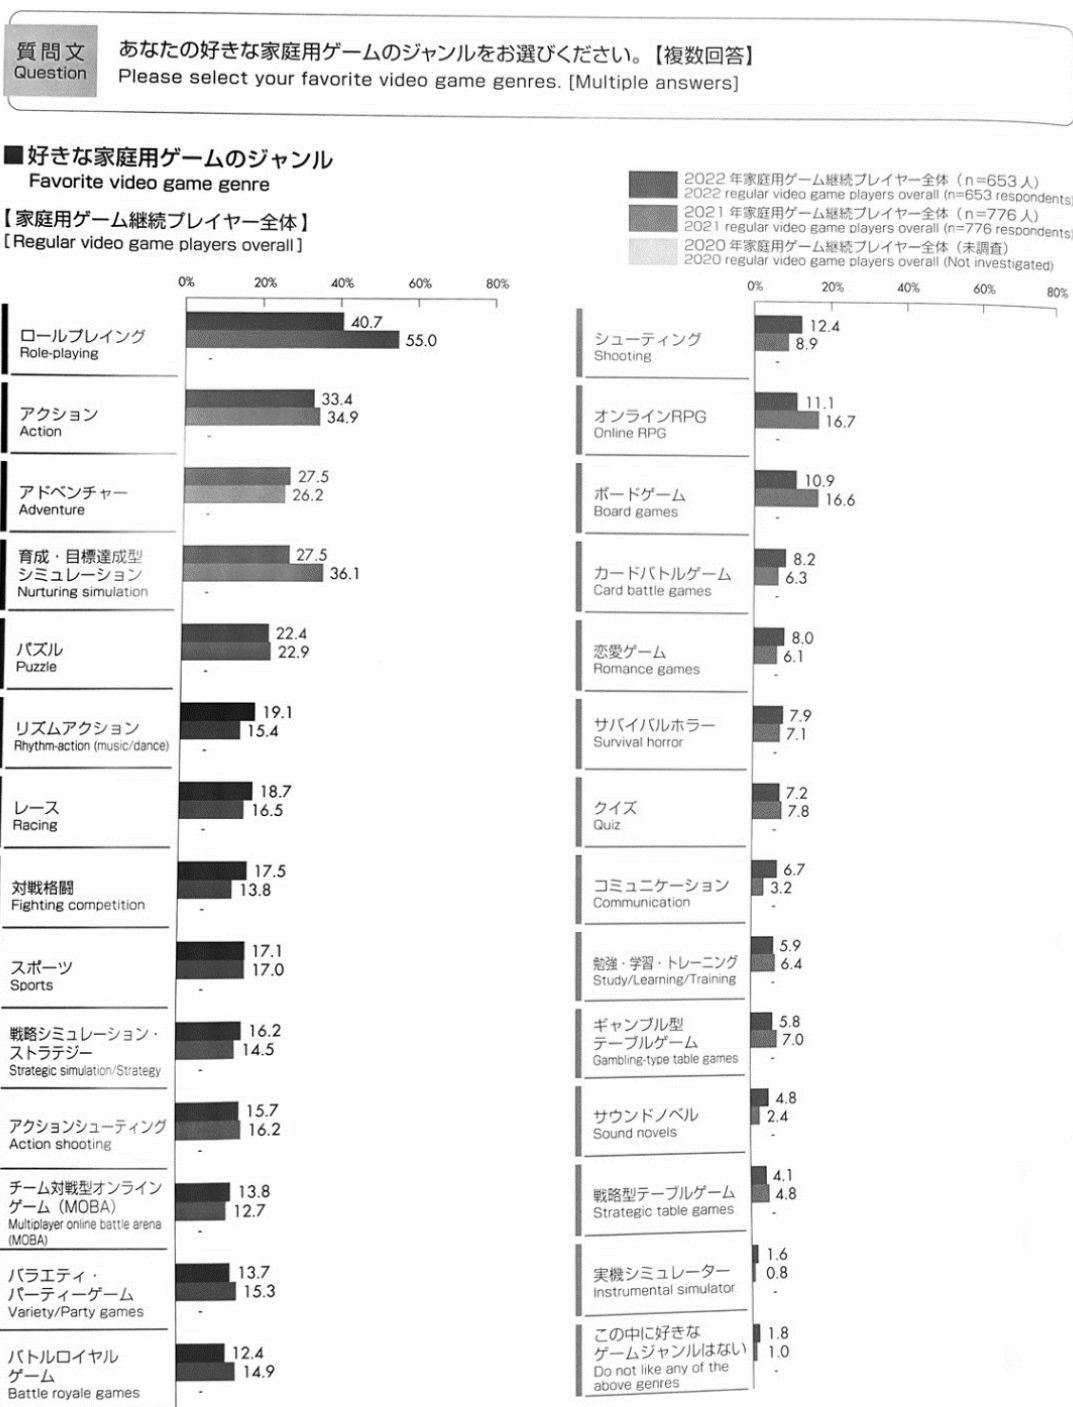 質問文
Question
あなたの好きな家庭用ゲームのジャンルをお選びください。【複数回答】
Please select your favorite video game genres. [Multiple answers]
■好きな家庭用ゲームのジャンル
Favorite video game genre
【家庭用ゲーム継続プレイヤー全体】
[Regular video game players overall]
2022年家庭用ゲーム継続プレイヤー全体（n=653人）
2022 regular video game players overall (n=653 respondents)
2021年家庭用ゲーム継続プレイヤー全体（n=776人）
2021 regular video game players overall (n=776 respondents)
2020年家庭用ゲーム継続プレイヤー全体（未調査）
2020 regular video game players overall (Not investigated)
0% 20% 40% 60% 80%
ロールプレイング
Role-playing
40.7
55.0
-
アクション
Action
33.4
34.9
-
アドベンチャー
Adventure
27.5
26.2
-
育成・目標達成型
シミュレーション
Nurturing simulation
27.5
36.1
-
パズル
Puzzle
22.4
22.9
-
リズムアクション
Rhythm-action (music/dance)
19.1
15.4
-
レース
Racing
18.7
16.5
-
対戦格闘
Fighting competition
17.5
13.8
-
スポーツ
Sports
17.1
17.0
-
戦略シミュレーション・
ストラテジー
Strategic simulation/Strategy
16.2
14.5
-
アクションシューティング
Action shooting
15.7
16.2
-
チーム対戦型オンライン
ゲーム（MOBA）
Multiplayer online battle arena
(MOBA)
13.8
12.7
-
バラエティ・
パーティーゲーム
Variety/Party games
13.7
15.3
-
バトルロイヤル
ゲーム
Battle royale games
12.4
14.9
-
0% 20% 40% 60% 80%
シューティング
Shooting
12.4
8.9
-
オンラインRPG
Online RPG
11.1
16.7
-
ボードゲーム
Board games
10.9
16.6
-
カードバトルゲーム
Card battle games
8.2
6.3
-
恋愛ゲーム
Romance games
8.0
6.1
-
サバイバルホラー
Survival horror
7.9
7.1
-
クイズ
Quiz
7.2
7.8
-
コミュニケーション
Communication
6.7
3.2
-
勉強・学習・トレーニング
Study/Learning/Training
5.9
6.4
-
ギャンブル型
テーブルゲーム
Gambling-type table games
5.8
7.0
-
サウンドノベル
Sound novels
4.8
2.4
-
戦略型テーブルゲーム
Strategic table games
4.1
4.8
-
実機シミュレーター
Instrumental simulator
1.6
0.8
-
この中に好きな
ゲームジャンルはない
Do not like any of the
above genres
1.8
1.0
-